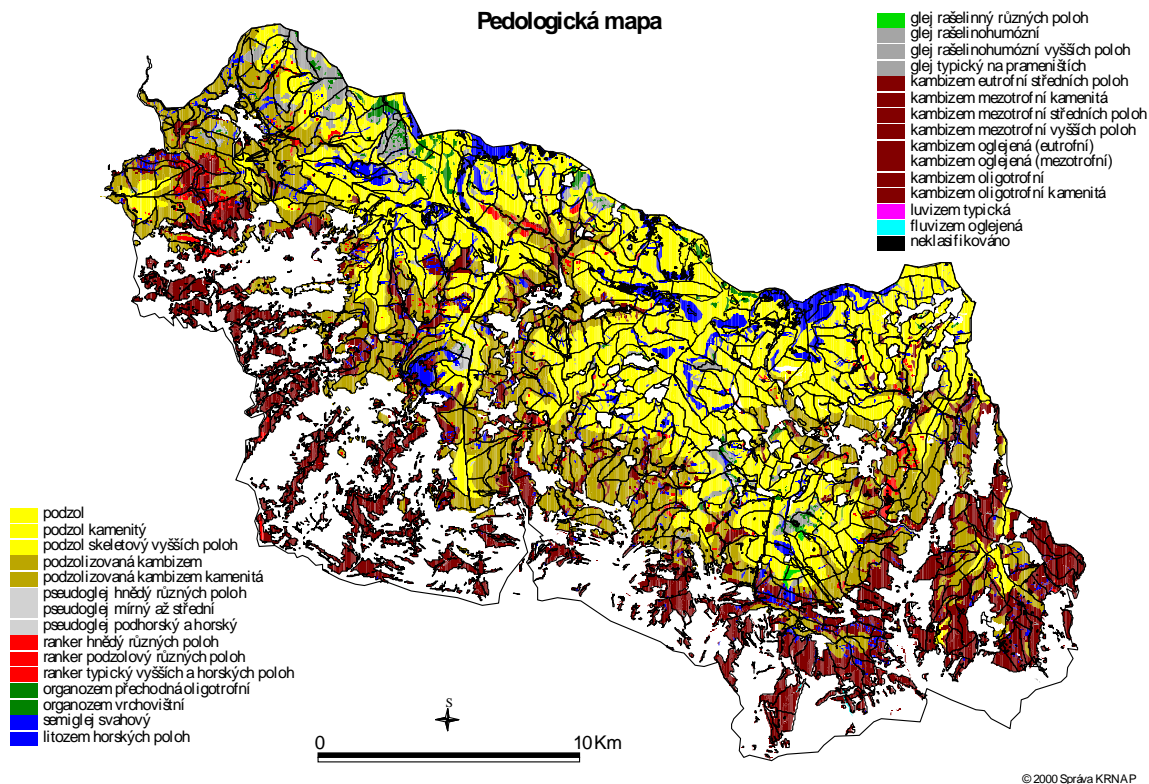 Pedologická mapa
glej rašelinný různých poloh
glej rašelinohumózní
glej rašelinohumózní vyšších poloh
glej typický na prameništích
kambizem eutrofní středních poloh
kambizem mezotrofní kamenitá
kambizem mezotrofní středních poloh
kambizem mezotrofní vyšších poloh
kambizem oglejená (eutrofní)
kambizem oglejená (mezotrofní)
kambizem oligotrofní
kambizem oligotrofní kamenitá
luvizem typická
fluvizem oglejená
neklasifikováno
podzol
podzol kamenitý
podzol skeletový vyšších poloh
podzolizovaná kambizem
podzolizovaná kambizem kamenitá
pseudoglej hnědý různých poloh
pseudoglej mírný až střední
pseudoglej podhorský a horský
ranker hnědý různých poloh
ranker podzolový různých poloh
ranker typický vyšších a horských poloh
organozem přechodná oligotrofní
organozem vrchovištní
semiglej svahový
litozem horských poloh
S
0 10 Km
© 2000 Správa KRNAP